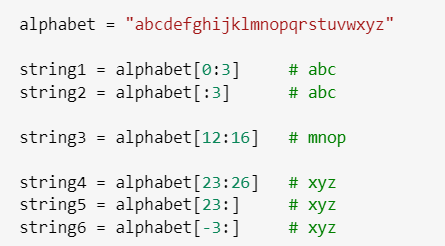 alphabet = "abcdefghijklmnopqrstuvwxyz"
string1 = alphabet[0:3]     # abc
string2 = alphabet[:3]      # abc
string3 = alphabet[12:16]   # mnop
string4 = alphabet[23:26]   # xyz
string5 = alphabet[23:]     # xyz
string6 = alphabet[-3:]     # xyz